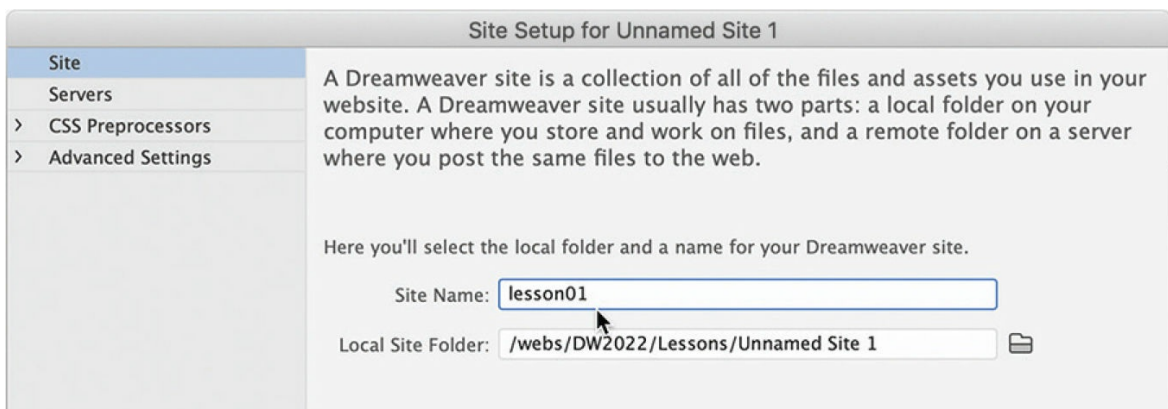 Site Setup for Unnamed Site 1
Site
Servers
> CSS Preprocessors
> Advanced Settings
A Dreamweaver site is a collection of all of the files and assets you use in your
website. A Dreamweaver site usually has two parts: a local folder on your
computer where you store and work on files, and a remote folder on a server
where you post the same files to the web.
Here you'll select the local folder and a name for your Dreamweaver site.
Site Name: lesson01
Local Site Folder: /webs/DW2022/Lessons/Unnamed Site 1